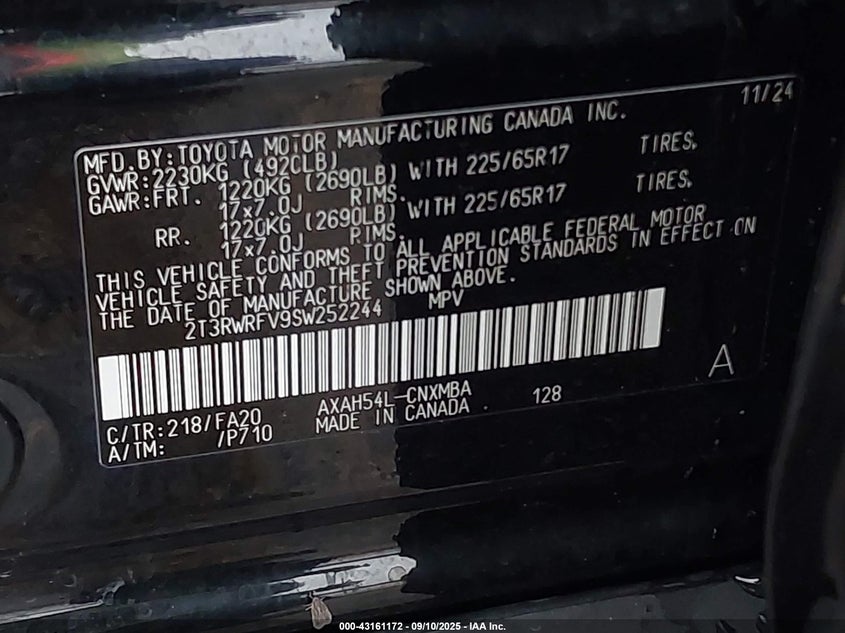 11/24
MFD. BY: TOYOTA MOTOR MANUFACTURING CANADA INC.
GVWR: 2230KG (4920LB)
GAWR: FRT. 1220KG (2690LB) WITH 225/65R17 TIRES,
17x7.0J RIMS.
RR. 1220KG (2690LB) WITH 225/65R17 TIRES,
17x7.0J RIMS.
THIS VEHICLE CONFORMS TO ALL APPLICABLE FEDERAL MOTOR
VEHICLE SAFETY AND THEFT PREVENTION STANDARDS IN EFFECT ON
THE DATE OF MANUFACTURE SHOWN ABOVE.
2T3RWRFV9SW252244 MPV
A
C/TR: 218/FA20 AXAH54L-CNXMBA 128
A/TM: /P710 MADE IN CANADA
000-43161172 - 09/10/2025 - IAA Inc.